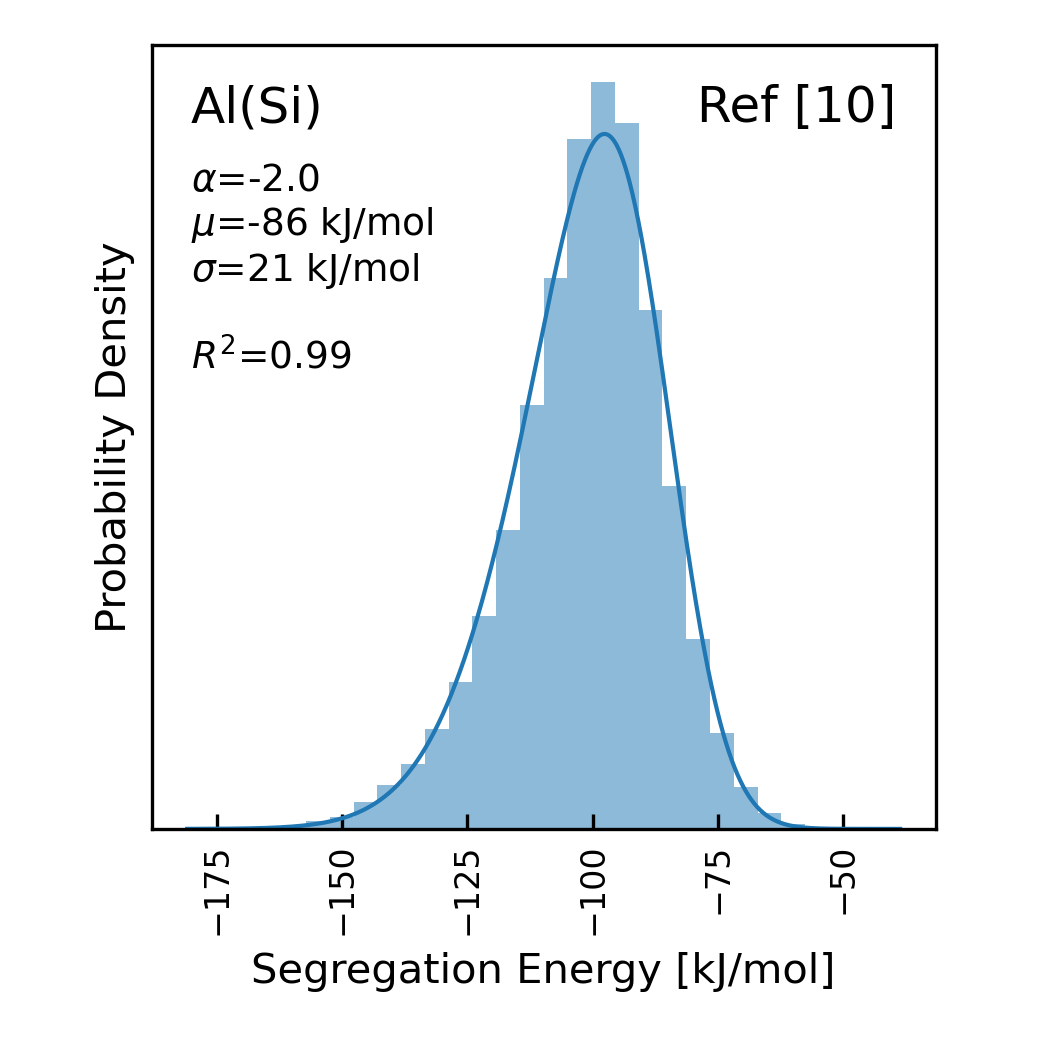 Al(Si)
Ref [10]
α=-2.0
μ=-86 kJ/mol
σ=21 kJ/mol
R²=0.99
Probability Density
−175
−150
−125
−100
−75
−50
Segregation Energy [kJ/mol]